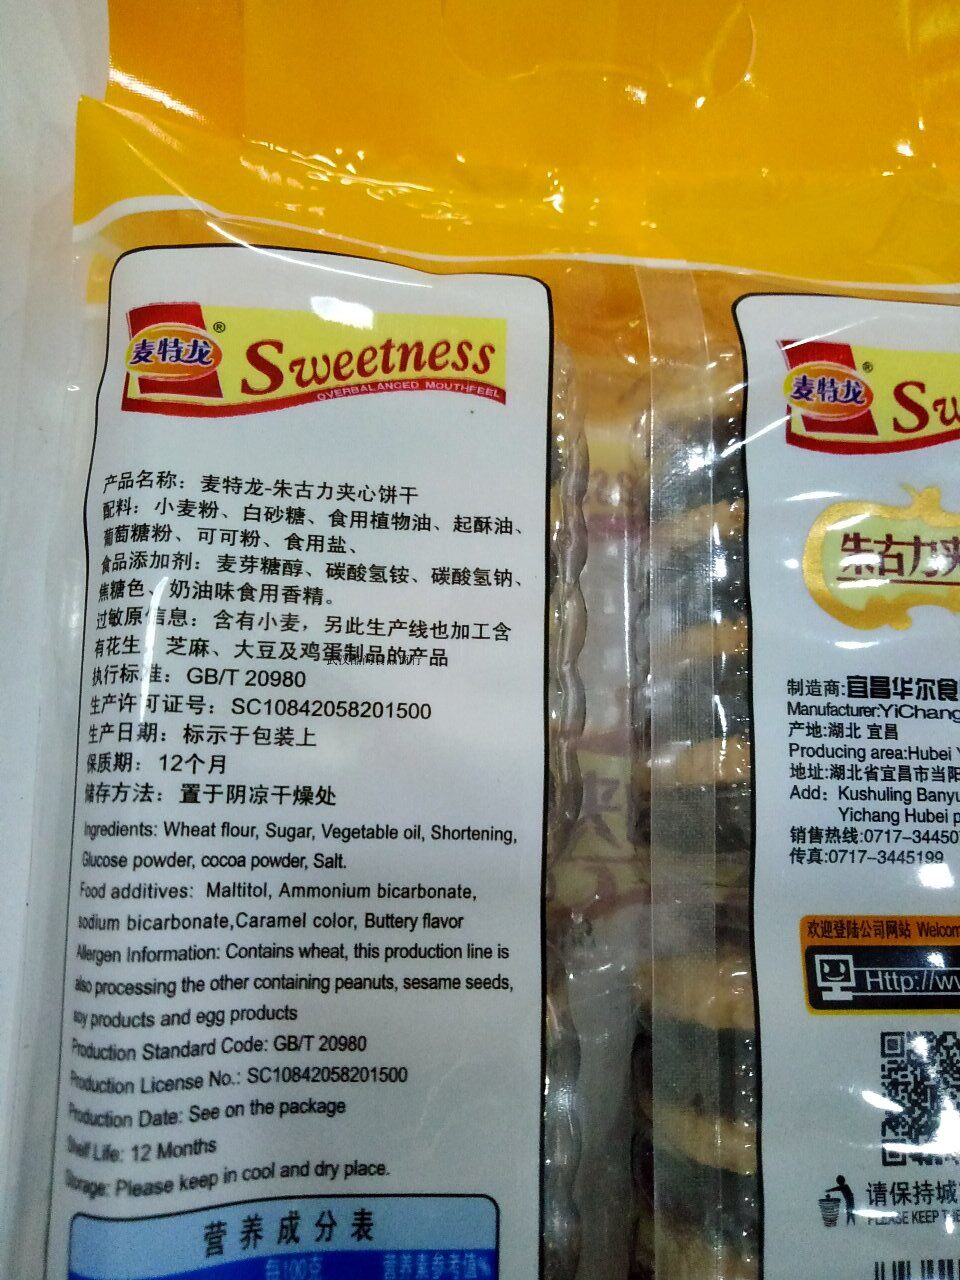 麦特龙®
Sweetness
OVERBALANCED MOUTHFEEL
产品名称：麦特龙-朱古力夹心饼干
配料：小麦粉、白砂糖、食用植物油、起酥油、
葡萄糖粉、可可粉、食用盐、
食品添加剂：麦芽糖醇、碳酸氢铵、碳酸氢钠、
焦糖色、奶油味食用香精。
过敏原信息：含有小麦，另此生产线也加工含
有花生、芝麻、大豆及鸡蛋制品的产品
执行标准：GB/T 20980
生产许可证号：SC10842058201500
生产日期：标示于包装上
保质期：12个月
储存方法：置于阴凉干燥处
Ingredients: Wheat flour, Sugar, Vegetable oil, Shortening,
Glucose powder, cocoa powder, Salt.
Food additives: Maltitol, Ammonium bicarbonate,
sodium bicarbonate,Caramel color, Buttery flavor
Allergen Information: Contains wheat, this production line is
also processing the other containing peanuts, sesame seeds,
soy products and egg products
Production Standard Code: GB/T 20980
Production License No.: SC10842058201500
Production Date: See on the package
Shelf Life: 12 Months
Storage: Please keep in cool and dry place.
营养成分表
每100克 营养素参考值%
麦特龙®
Sw
朱古力夹
制造商:宜昌华尔食
Manufacturer:YiChang
产地:湖北 宜昌
Producing area:Hubei
地址:湖北省宜昌市当阳
Add: Kushuling Banyu
Yichang Hubei p
销售热线:0717-34450
传真:0717-3445199
欢迎登陆公司网站 Welcom
Http://w
请保持城
PLEASE KEEP TH